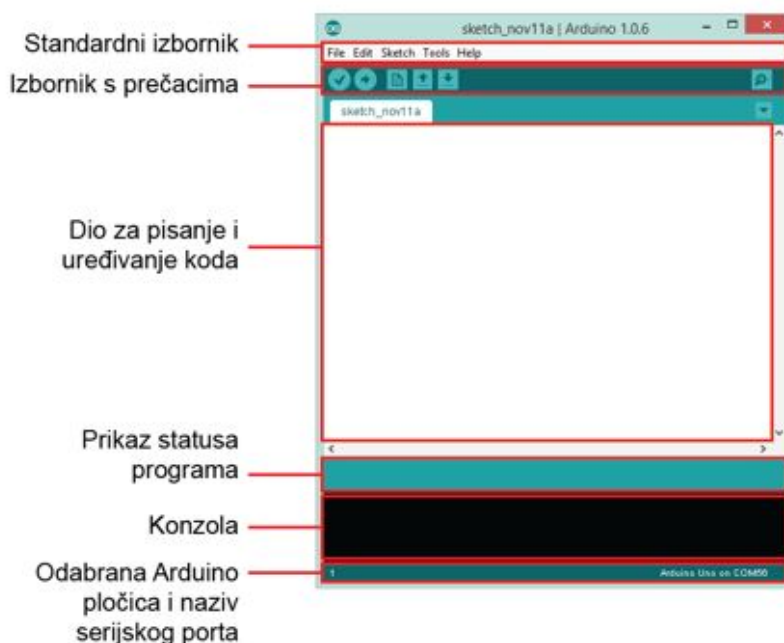 sketch_nov11a | Arduino 1.0.6
Standardni izbornik
File Edit Sketch Tools Help
Izbornik s prečacima
sketch_nov11a
Dio za pisanje i
uređivanje koda
Prikaz statusa
programa
Konzola
Odabrana Arduino
pločica i naziv
serijskog porta
1
Arduino Uno on COM56